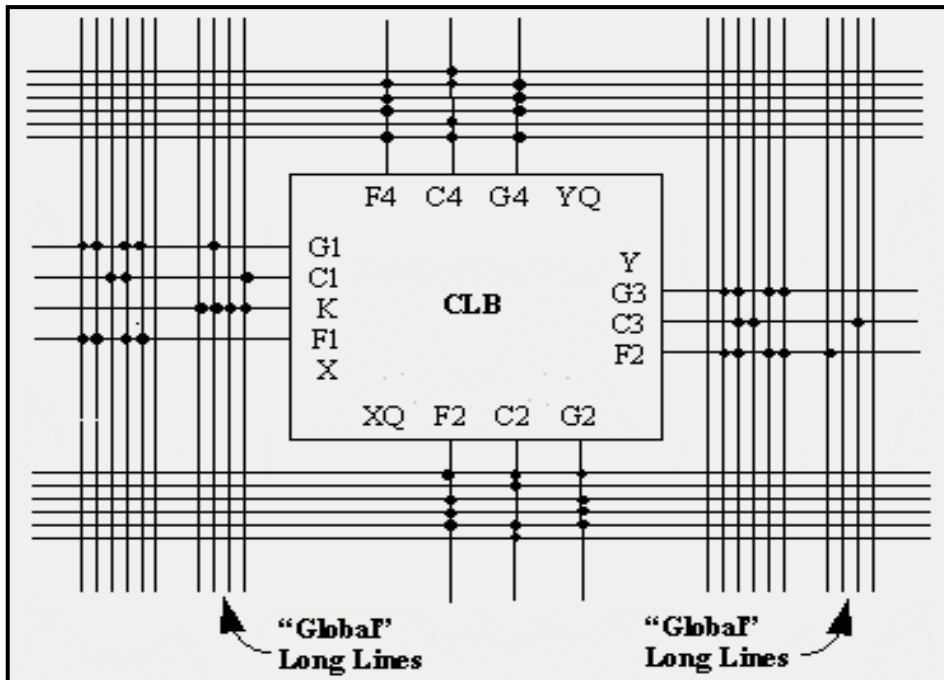 F4 C4 G4 YQ
G1
C1
K
F1
X
CLB
Y
G3
C3
F2
XQ F2 C2 G2
“Global”
Long Lines
“Global”
Long Lines